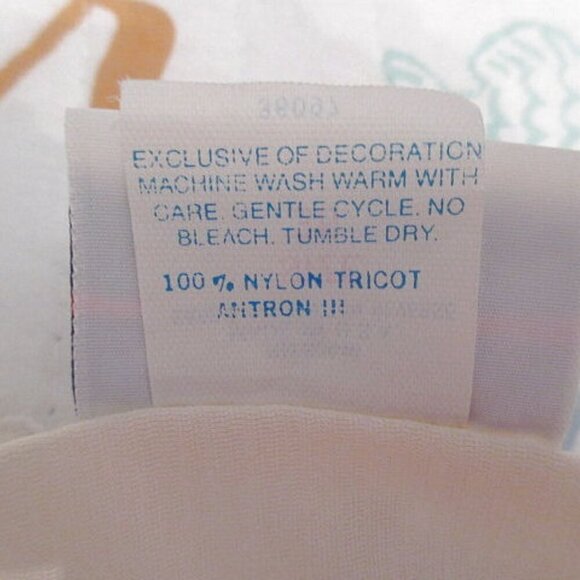 EXCLUSIVE OF DECORATION
MACHINE WASH WARM WITH
CARE. GENTLE CYCLE. NO
BLEACH. TUMBLE DRY.
100% NYLON TRICOT
ANTRON III